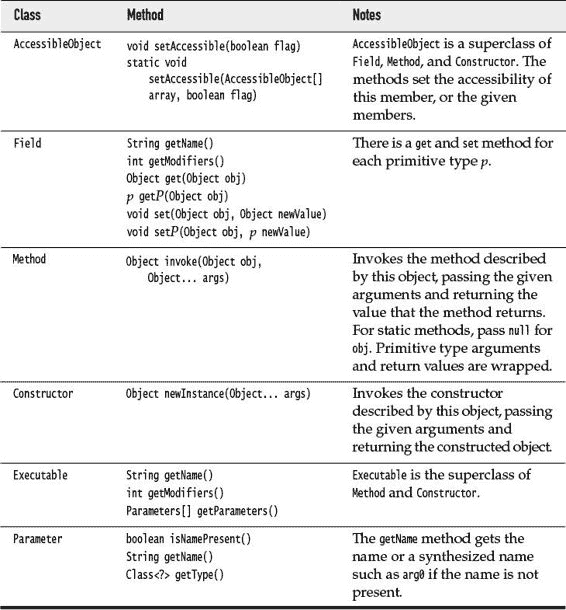 Class Method Notes
AccessibleObject void setAccessible(boolean flag) AccessibleObject is a superclass of
static void Field, Method, and Constructor. The
setAccessible(AccessibleObject[] methods set the accessibility of
array, boolean flag) this member, or the given
members.
Field String getName() There is a get and set method for
int getModifiers() each primitive type p.
Object get(Object obj)
p getP(Object obj)
void set(Object obj, Object newValue)
void setP(Object obj, p newValue)
Method Object invoke(Object obj, Invokes the method described
Object... args) by this object, passing the given
arguments and returning the
value that the method returns.
For static methods, pass null for
obj. Primitive type arguments
and return values are wrapped.
Constructor Object newInstance(Object... args) Invokes the constructor
described by this object, passing
the given arguments and
returning the constructed object.
Executable String getName() Executable is the superclass of
int getModifiers() Method and Constructor.
Parameters[] getParameters()
Parameter boolean isNamePresent() The getName method gets the
String getName() name or a synthesized name
Class<?> getType() such as arg0 if the name is not
present.